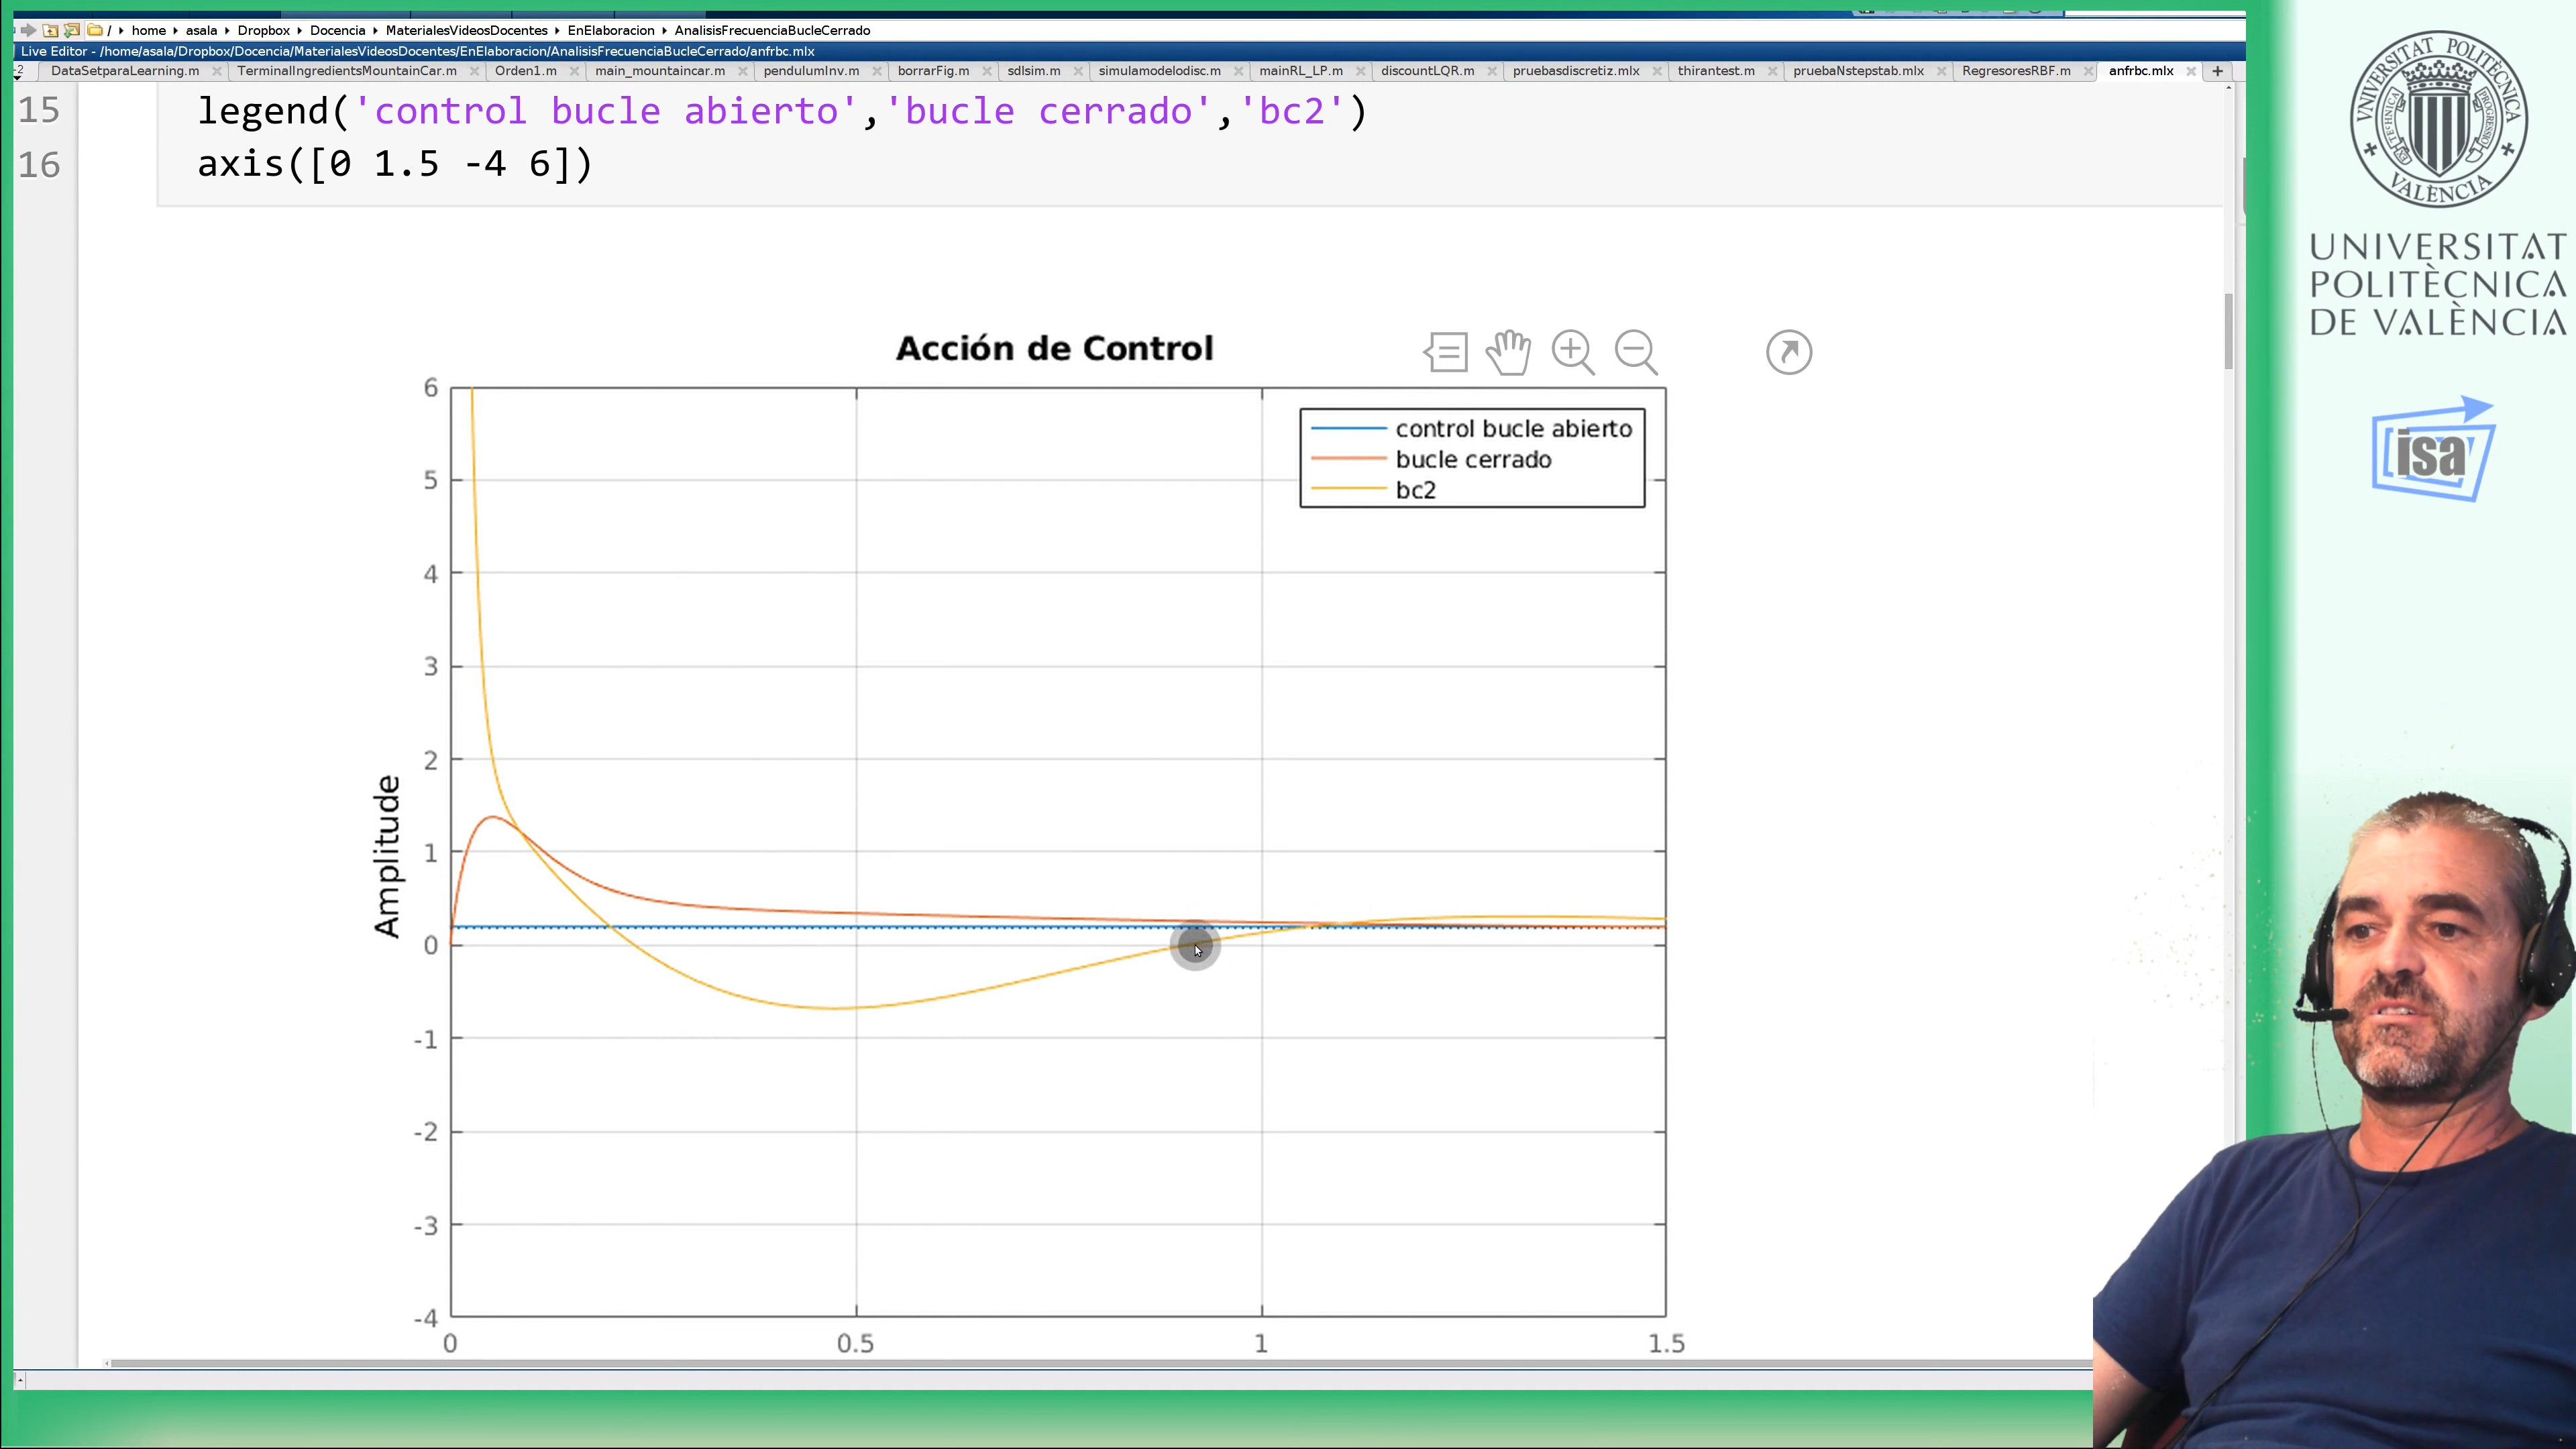 / home asala Dropbox Docencia MaterialesVideosDocentes EnElaboracion AnalisisFrecuenciaBucleCerrado
Live Editor - /home/asala/Dropbox/Docencia/MaterialesVideosDocentes/EnElaboracion/AnalisisFrecuenciaBucleCerrado/anfrbc.mlx
DataSetparaLearning.m TerminalIngredientsMountainCar.m Orden1.m main_mountaincar.m pendulumInv.m borrarFig.m sdlsim.m simulamodelodisc.m mainRL_LP.m discountLQR.m pruebasdiscretiz.mlx thirantest.m pruebaNstepstab.mlx RegresoresRBF.m anfrbc.mlx
15 legend('control bucle abierto','bucle cerrado','bc2')
16 axis([0 1.5 -4 6])
Acción de Control
control bucle abierto
bucle cerrado
bc2
Amplitude
6
5
4
3
2
1
0
-1
-2
-3
-4
0 0.5 1 1.5
UNIVERSITAT POLITÈCNICA
VALÈNCIA
UNIVERSITAT
POLITÈCNICA
DE VALÈNCIA
isa